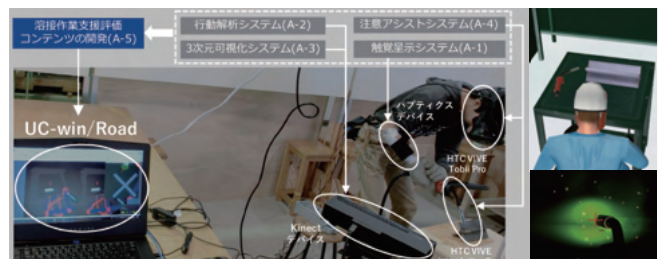 溶接作業支援評価
コンテンツの開発(A-5)
行動解析システム(A-2)
注意アシストシステム(A-4)
3次元可視化システム(A-3)
触覚呈示システム(A-1)
UC-win/Road
ハプティクス
デバイス
HTC VIVE
Tobii Pro
Kinect
デバイス
HTC VIVE